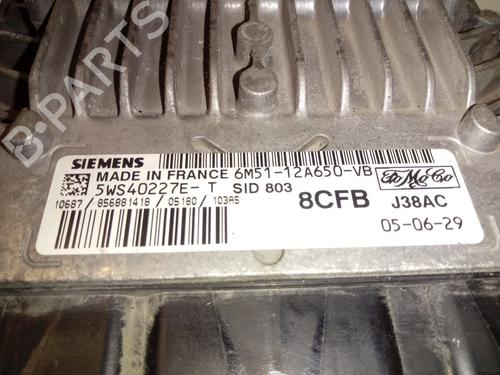 B-PARTS
SIEMENS
MADE IN FRANCE 6M51-12A650-VB
5WS40227E- T SID 803
10687/ 856881418 /05180 /103A5
8CFB
FoMoCo
J38AC
05-06-29